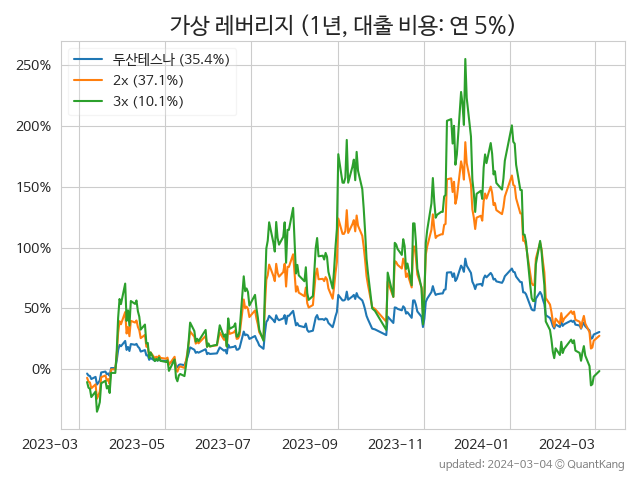 가상 레버리지 (1년, 대출 비용: 연 5%)
두산테스나 (35.4%)
2x (37.1%)
3x (10.1%)
250%
200%
150%
100%
50%
0%
2023-03 2023-05 2023-07 2023-09 2023-11 2024-01 2024-03
updated: 2024-03-04 © QuantKang